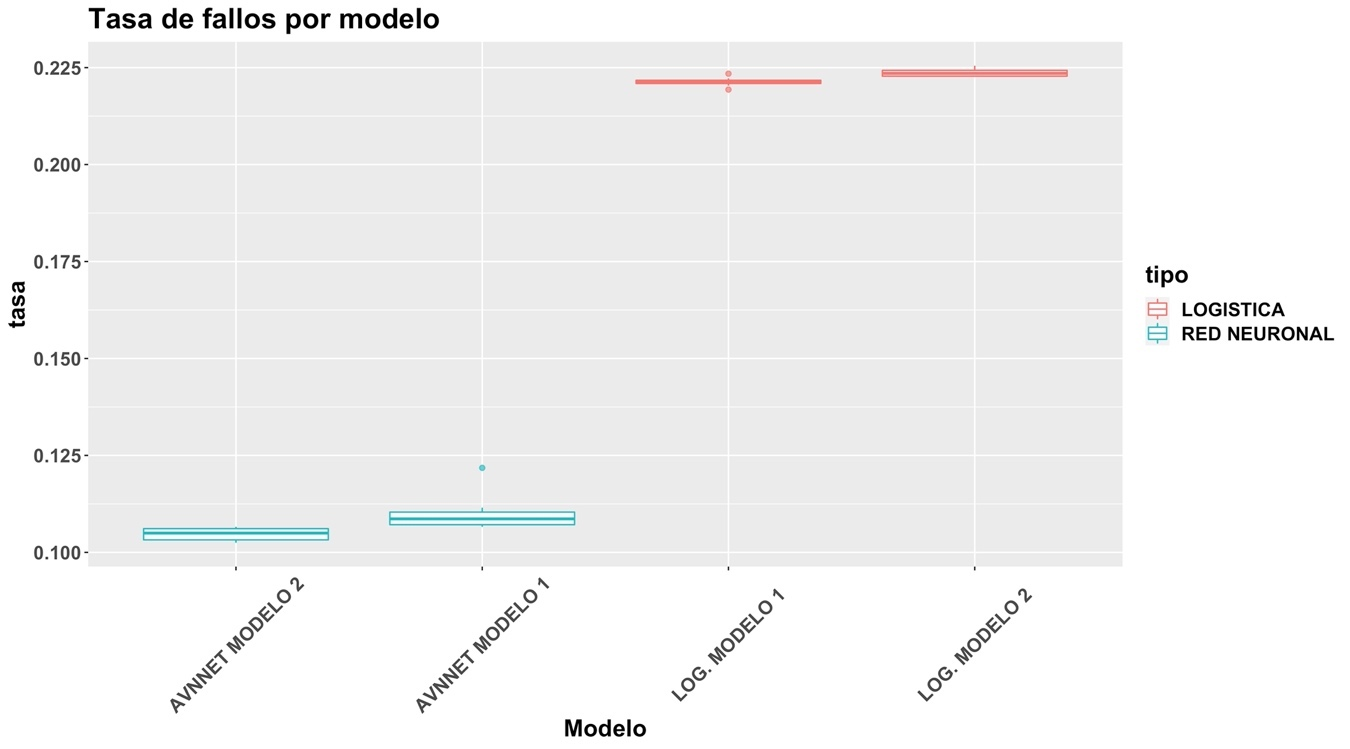 Tasa de fallos por modelo
0.225
0.200
0.175
0.150
0.125
0.100
tasa
AVNNET MODELO 2
AVNNET MODELO 1
LOG. MODELO 1
LOG. MODELO 2
Modelo
tipo
LOGISTICA
RED NEURONAL